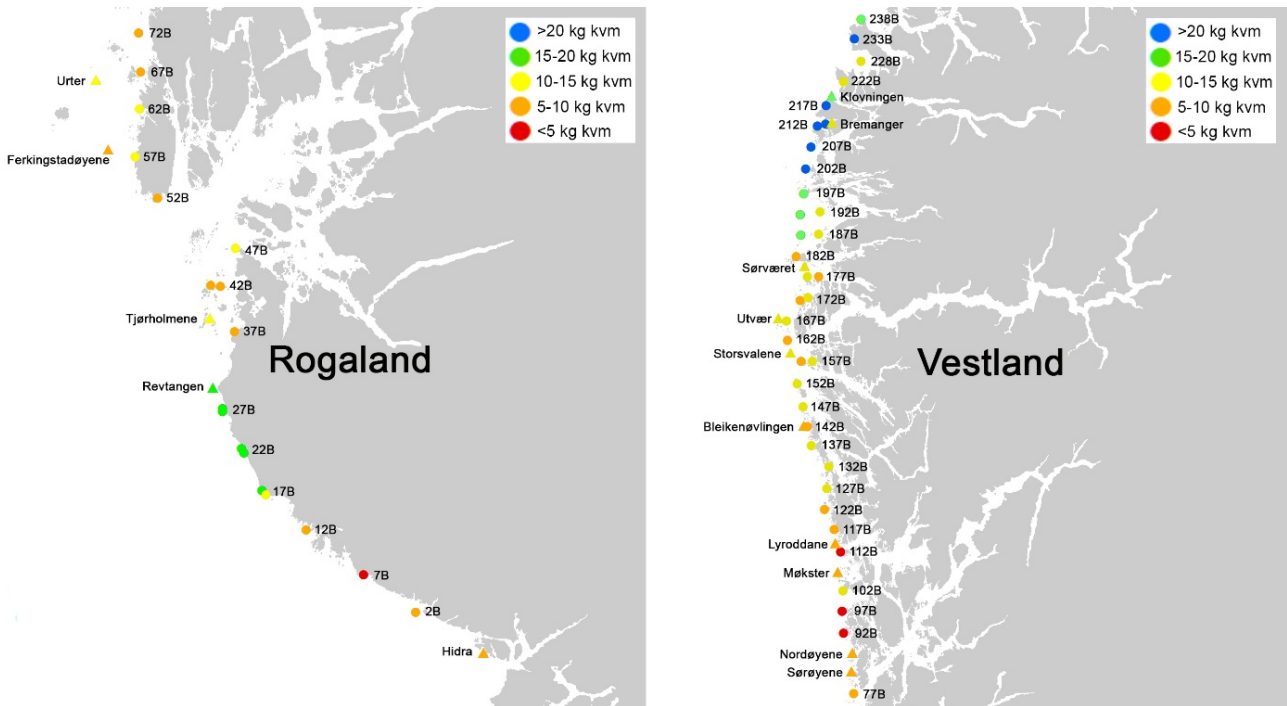 72B
67B
Urter
62B
Ferkingstadøyene
57B
52B
47B
42B
Tjørholmene
37B
Rogaland
Revtangen
27B
22B
17B
12B
7B
2B
Hidra
>20 kg kvm
15-20 kg kvm
10-15 kg kvm
5-10 kg kvm
<5 kg kvm
238B
233B
228B
222B
Klovningen
217B
212B
Bremanger
207B
202B
197B
192B
187B
182B
Sørværet
177B
172B
Utvær
167B
162B
Storsvalene
157B
Vestland
152B
147B
Bleikenøvlingen
142B
137B
132B
127B
122B
117B
Lyroddane
112B
Møkster
102B
97B
92B
Nordøyene
Sørøyene
77B
>20 kg kvm
15-20 kg kvm
10-15 kg kvm
5-10 kg kvm
<5 kg kvm